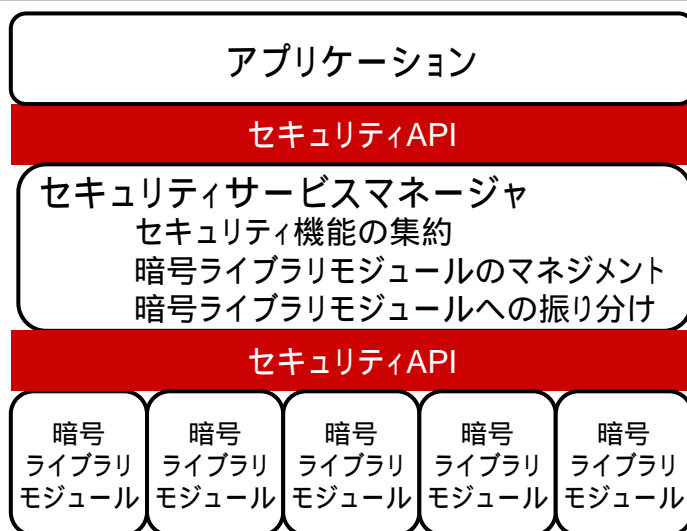 アプリケーション
セキュリティAPI
セキュリティサービスマネージャ
セキュリティ機能の集約
暗号ライブラリモジュールのマネジメント
暗号ライブラリモジュールへの振り分け
セキュリティAPI
暗号
ライブラリ
モジュール
暗号
ライブラリ
モジュール
暗号
ライブラリ
モジュール
暗号
ライブラリ
モジュール
暗号
ライブラリ
モジュール